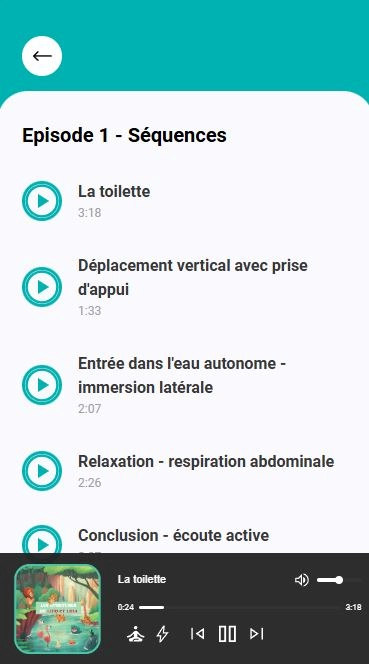 Episode 1 - Séquences
La toilette
3:18
Déplacement vertical avec prise
d'appui
1:33
Entrée dans l'eau autonome -
immersion latérale
2:07
Relaxation - respiration abdominale
2:26
Conclusion - écoute active
La toilette
0:24
3:18